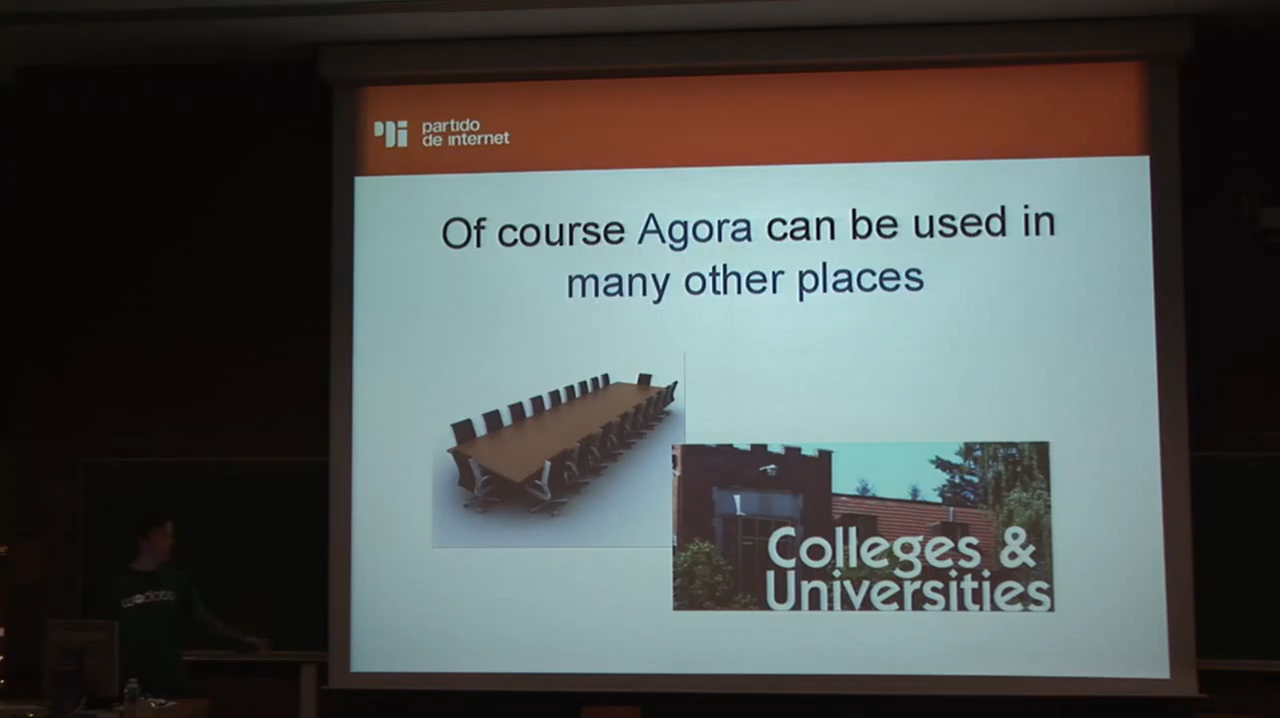 partido
de internet
Of course Agora can be used in
many other places
Colleges &
Universities